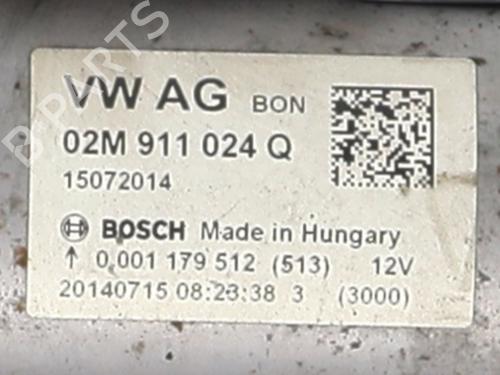 B PARTS
VW AG BON
02M 911 024 Q
15072014
BOSCH Made in Hungary
↑ 0 001 179 512 (513) 12V
20140715 08:23:38 3 (3000)